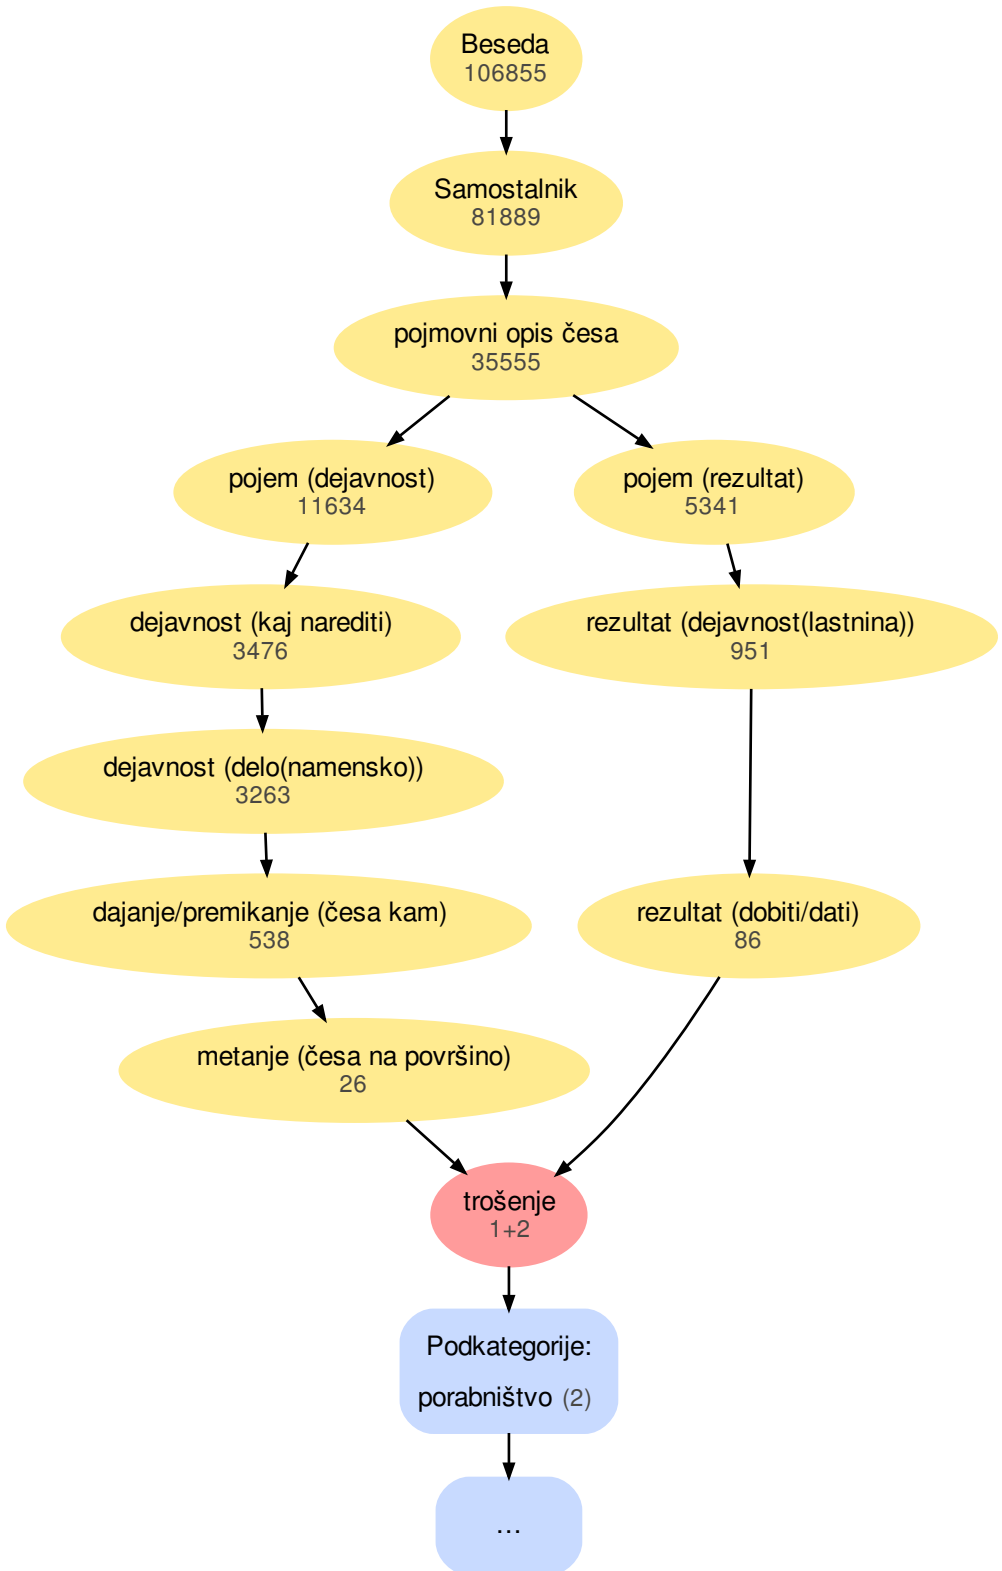 Beseda
106855
Samostalnik
81889
pojmovni opis česa
35555
pojem (dejavnost)
11634
pojem (rezultat)
5341
dejavnost (kaj narediti)
3476
rezultat (dejavnost(lastnina))
951
dejavnost (delo(namensko))
3263
dajanje/premikanje (česa kam)
538
rezultat (dobiti/dati)
86
metanje (česa na površino)
26
trošenje
1+2
Podkategorije:
porabništvo (2)
...